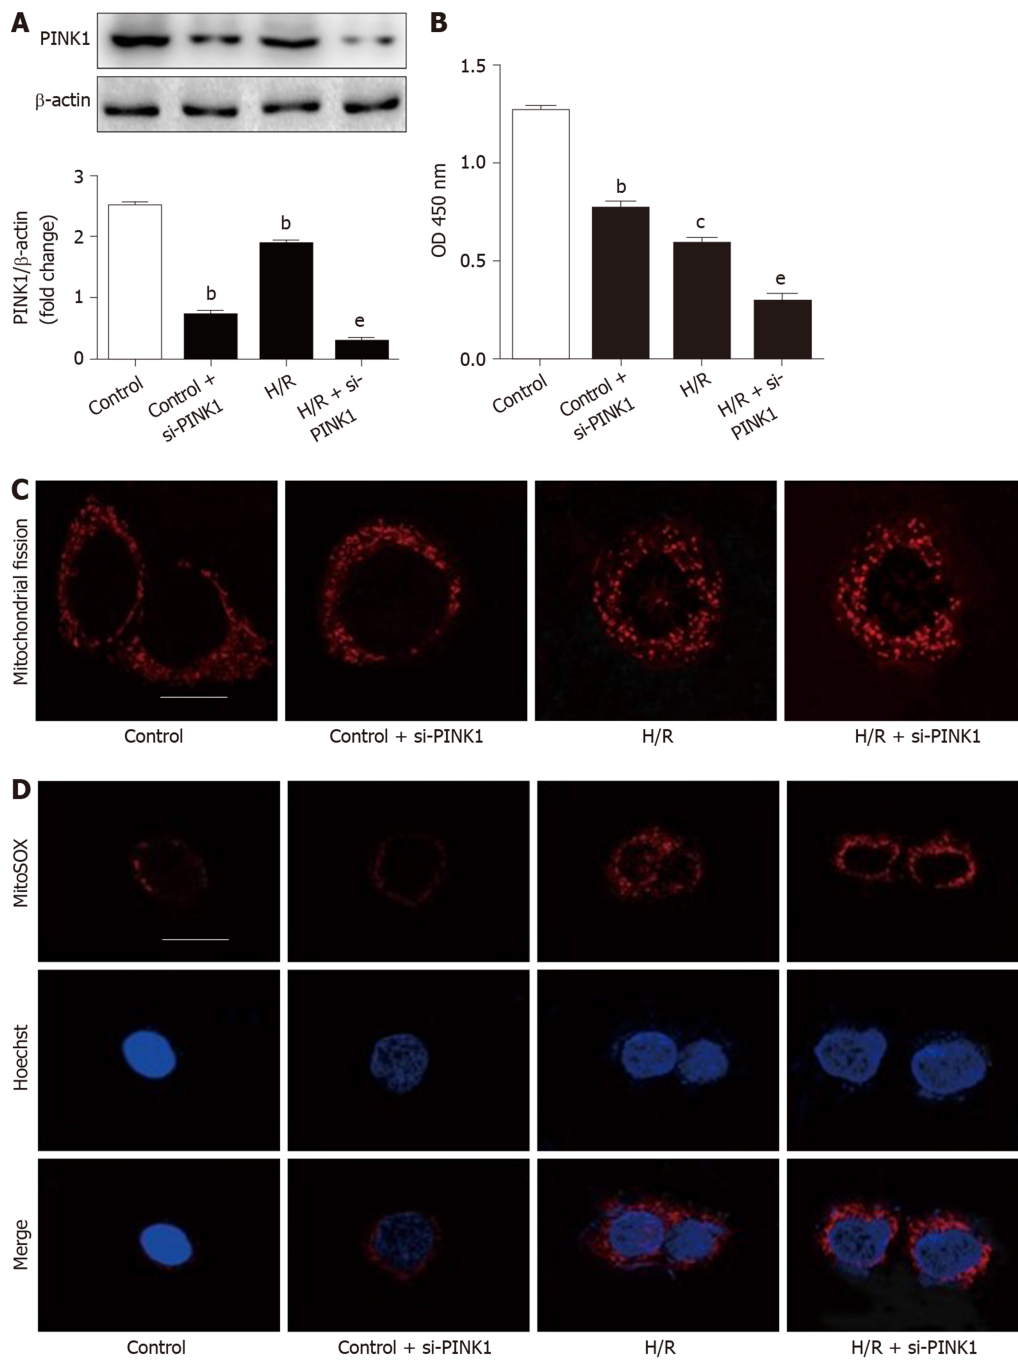 A
PINK1
β-actin
3
2
1
0
PINK1/β-actin
(fold change)
b
b
e
Control
Control +
si-PINK1
H/R
H/R + si-
PINK1
B
1.5
1.0
0.5
0.0
OD 450 nm
b
c
e
Control
Control +
si-PINK1
H/R
H/R + si-
PINK1
C
Mitochondrial fission
Control
Control + si-PINK1
H/R
H/R + si-PINK1
D
MitoSOX
Hoechst
Merge
Control
Control + si-PINK1
H/R
H/R + si-PINK1